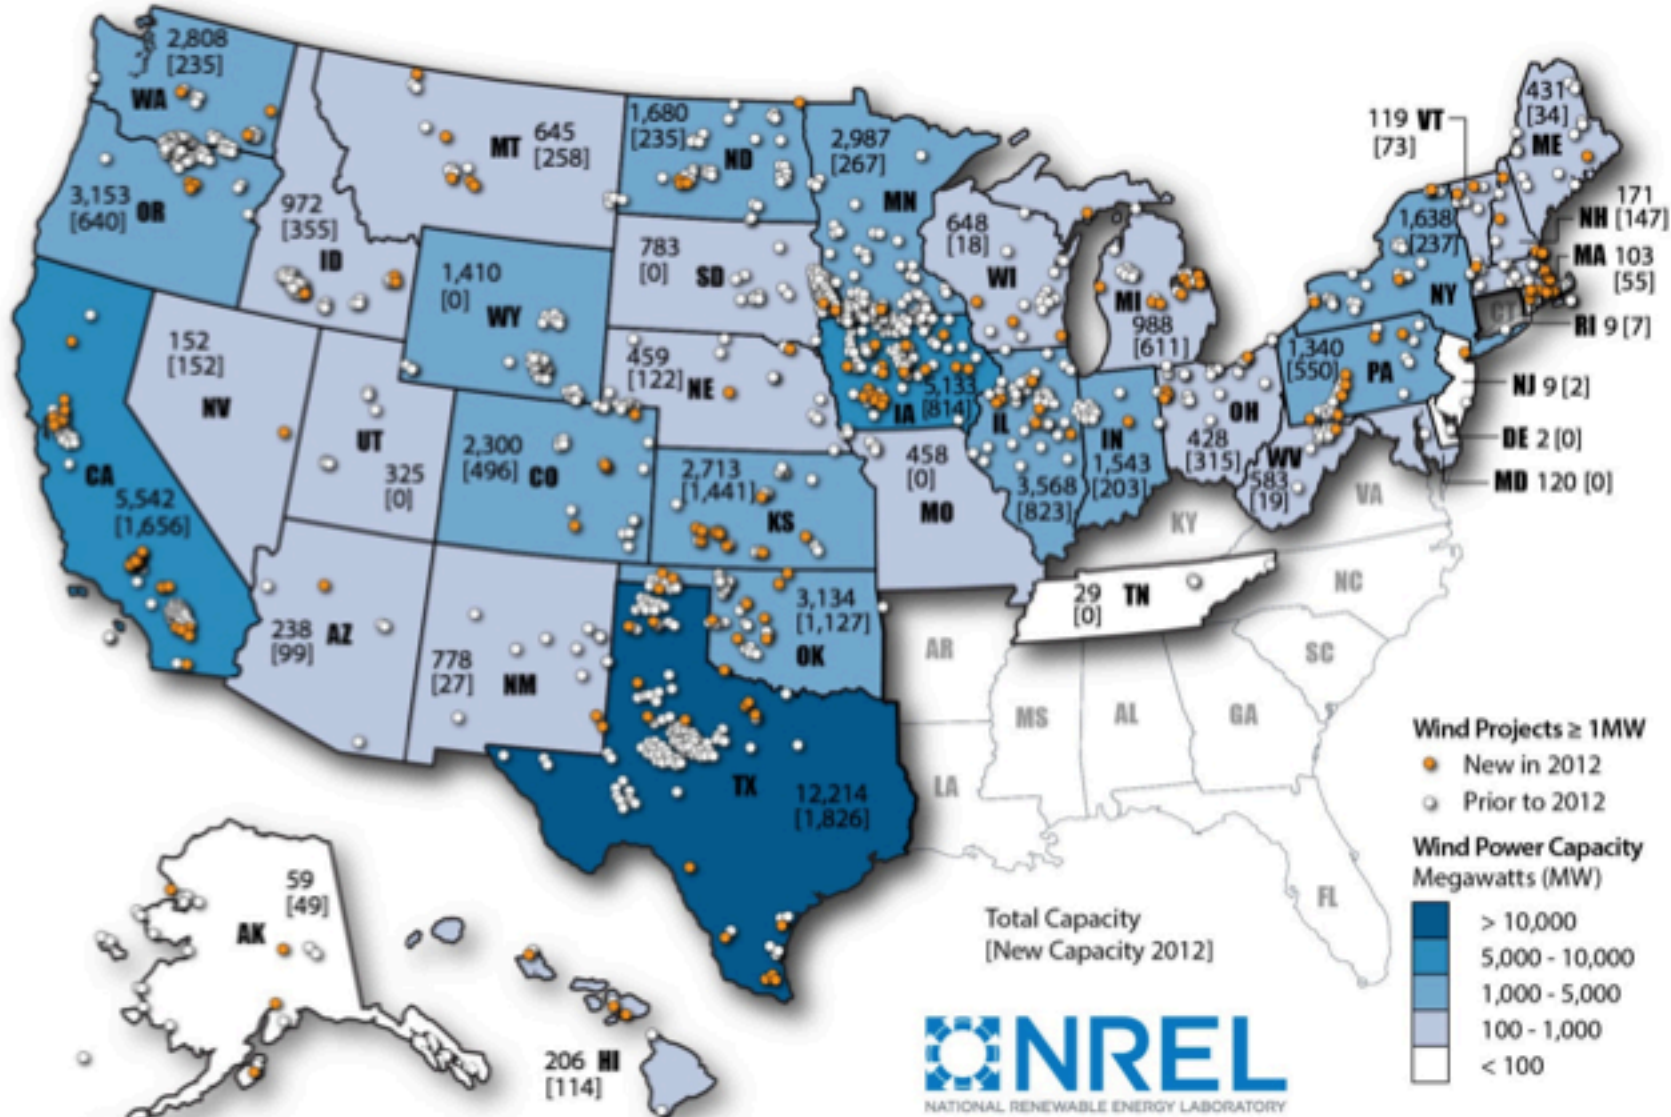 2,808
[235]
WA
3,153
[640]
OR
972
[355]
ID
MT
645
[258]
1,680
[235]
ND
2,987
[267]
MN
783
[0]
SD
1,410
[0]
WY
648
[18]
WI
MI
988
[611]
119 VT
[73]
431
[34]
ME
171
NH [147]
MA 103
[55]
1,638
[237]
NY
CT
RI 9 [7]
152
[152]
NV
459
[122]
NE
5,133
IA [814]
IL
3,568
[823]
IN
1,543
[203]
OH
428
[315]
1,340
[550]
PA
NJ 9 [2]
DE 2 [0]
MD 120 [0]
WV
583
[19]
VA
KY
UT
325
[0]
2,300
[496]
CO
2,713
[1,441]
KS
458
[0]
MO
CA
5,542
[1,656]
238
[99]
AZ
778
[27]
NM
3,134
[1,127]
OK
29
[0]
TN
NC
AR
SC
MS
AL
GA
LA
FL
TX
12,214
[1,826]
59
[49]
AK
206 HI
[114]
Total Capacity
[New Capacity 2012]
Wind Projects ≥ 1MW
New in 2012
Prior to 2012
Wind Power Capacity
Megawatts (MW)
> 10,000
5,000 - 10,000
1,000 - 5,000
100 - 1,000
< 100
NREL
NATIONAL RENEWABLE ENERGY LABORATORY